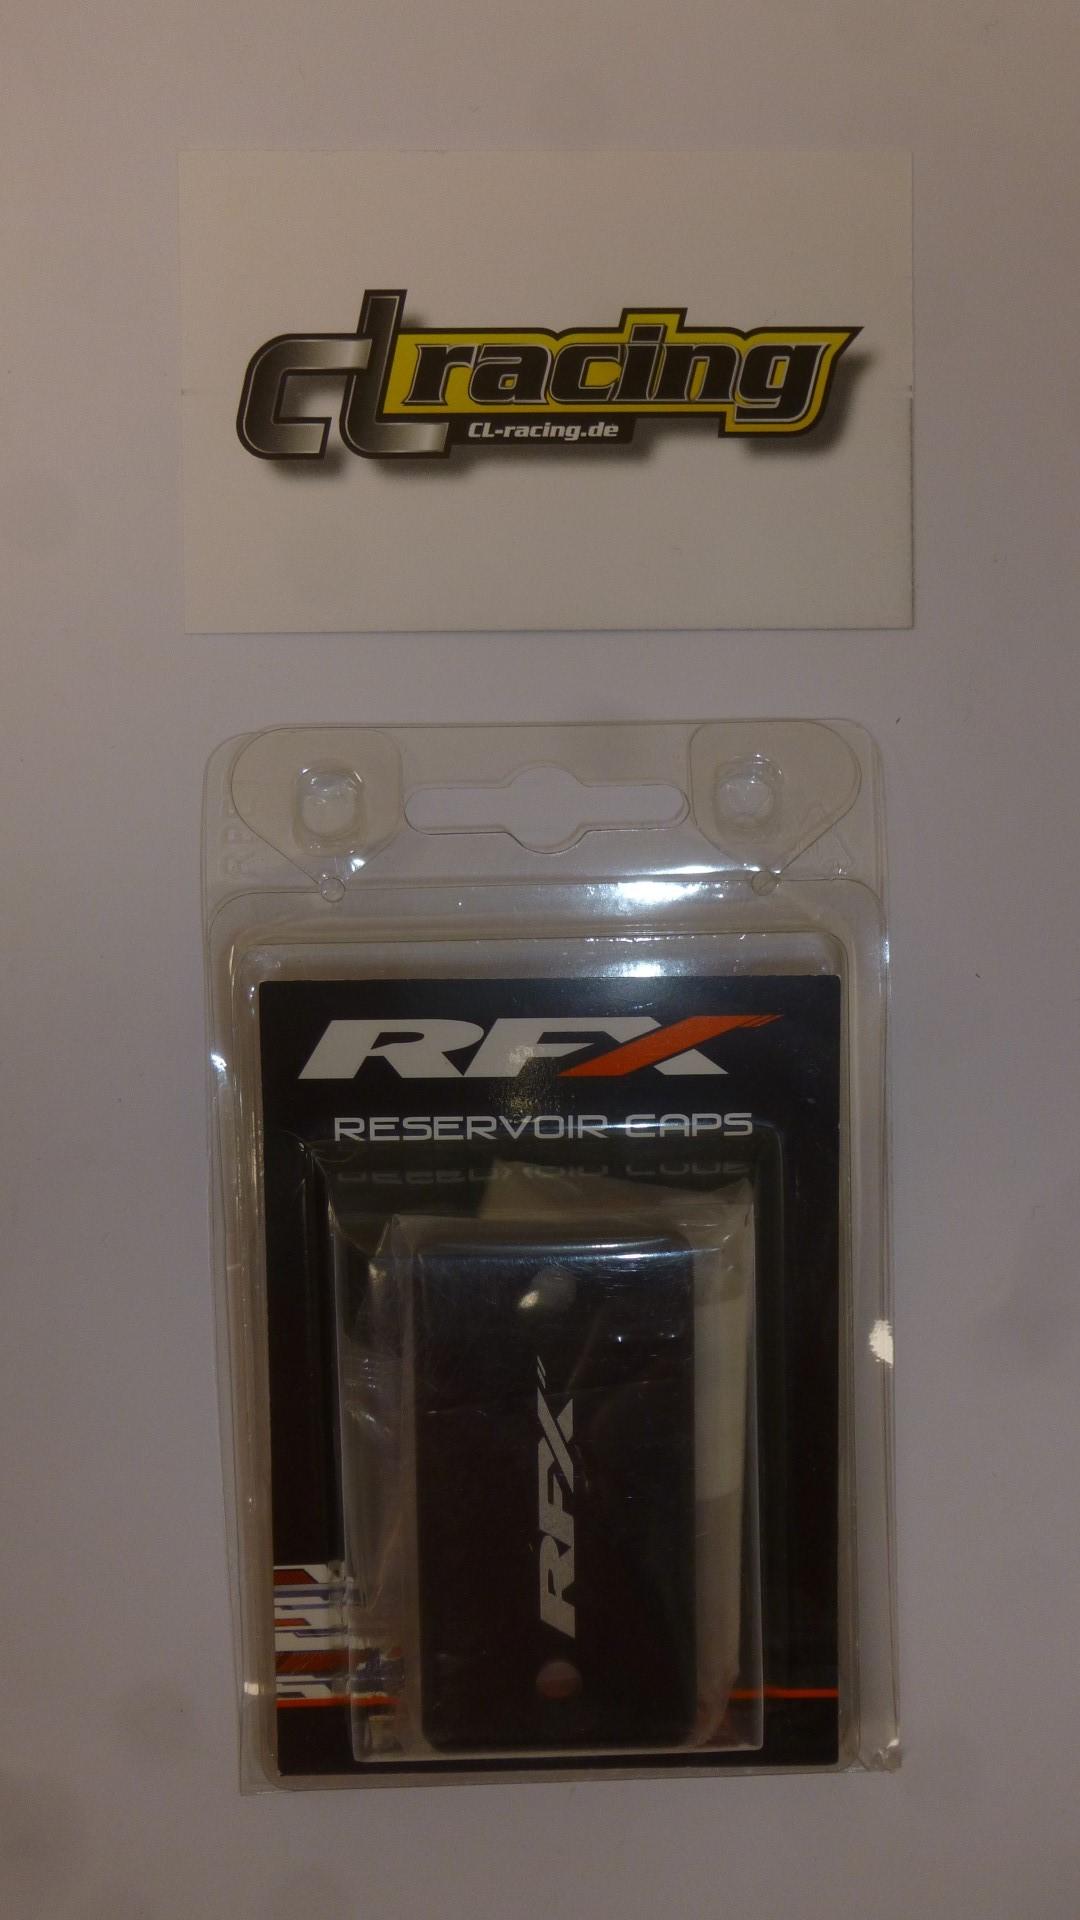 CL racing
CL-racing.de
RFX
RESERVOIR CAPS
RFX